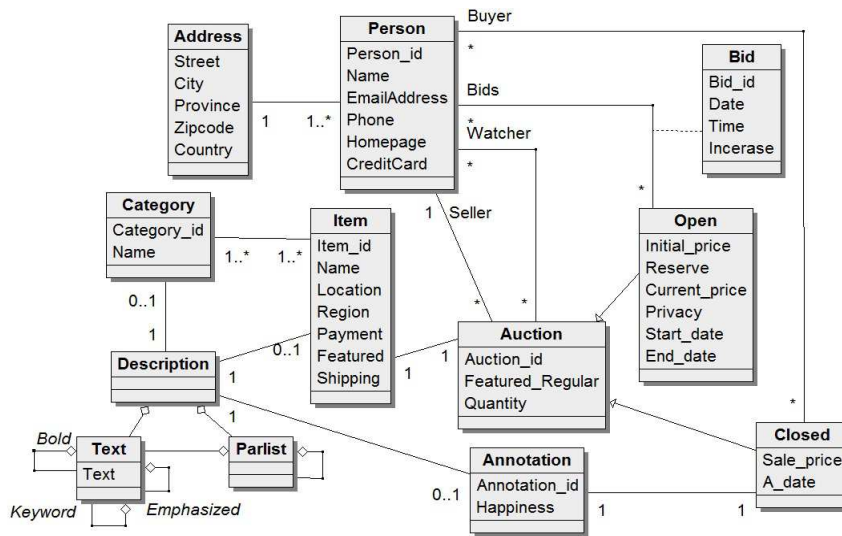 Address
Street
City
Province
Zipcode
Country
1
1..*
Person
Person_id
Name
EmailAddress
Phone
Homepage
CreditCard
Buyer
*
Bids
*
Watcher
*
Bid
Bid_id
Date
Time
Incerase
1
Seller
*
*
*
Category
Category_id
Name
1..*
1..*
0..1
1
Item
Item_id
Name
Location
Region
Payment
Featured
Shipping
Open
Initial_price
Reserve
Current_price
Privacy
Start_date
End_date
Auction
Auction_id
Featured_Regular
Quantity
1
1
Description
1
0..1
1
*
Bold
Text
Text
Keyword
Emphasized
Parlist
Annotation
Annotation_id
Happiness
0..1
1
1
Closed
Sale_price
A_date